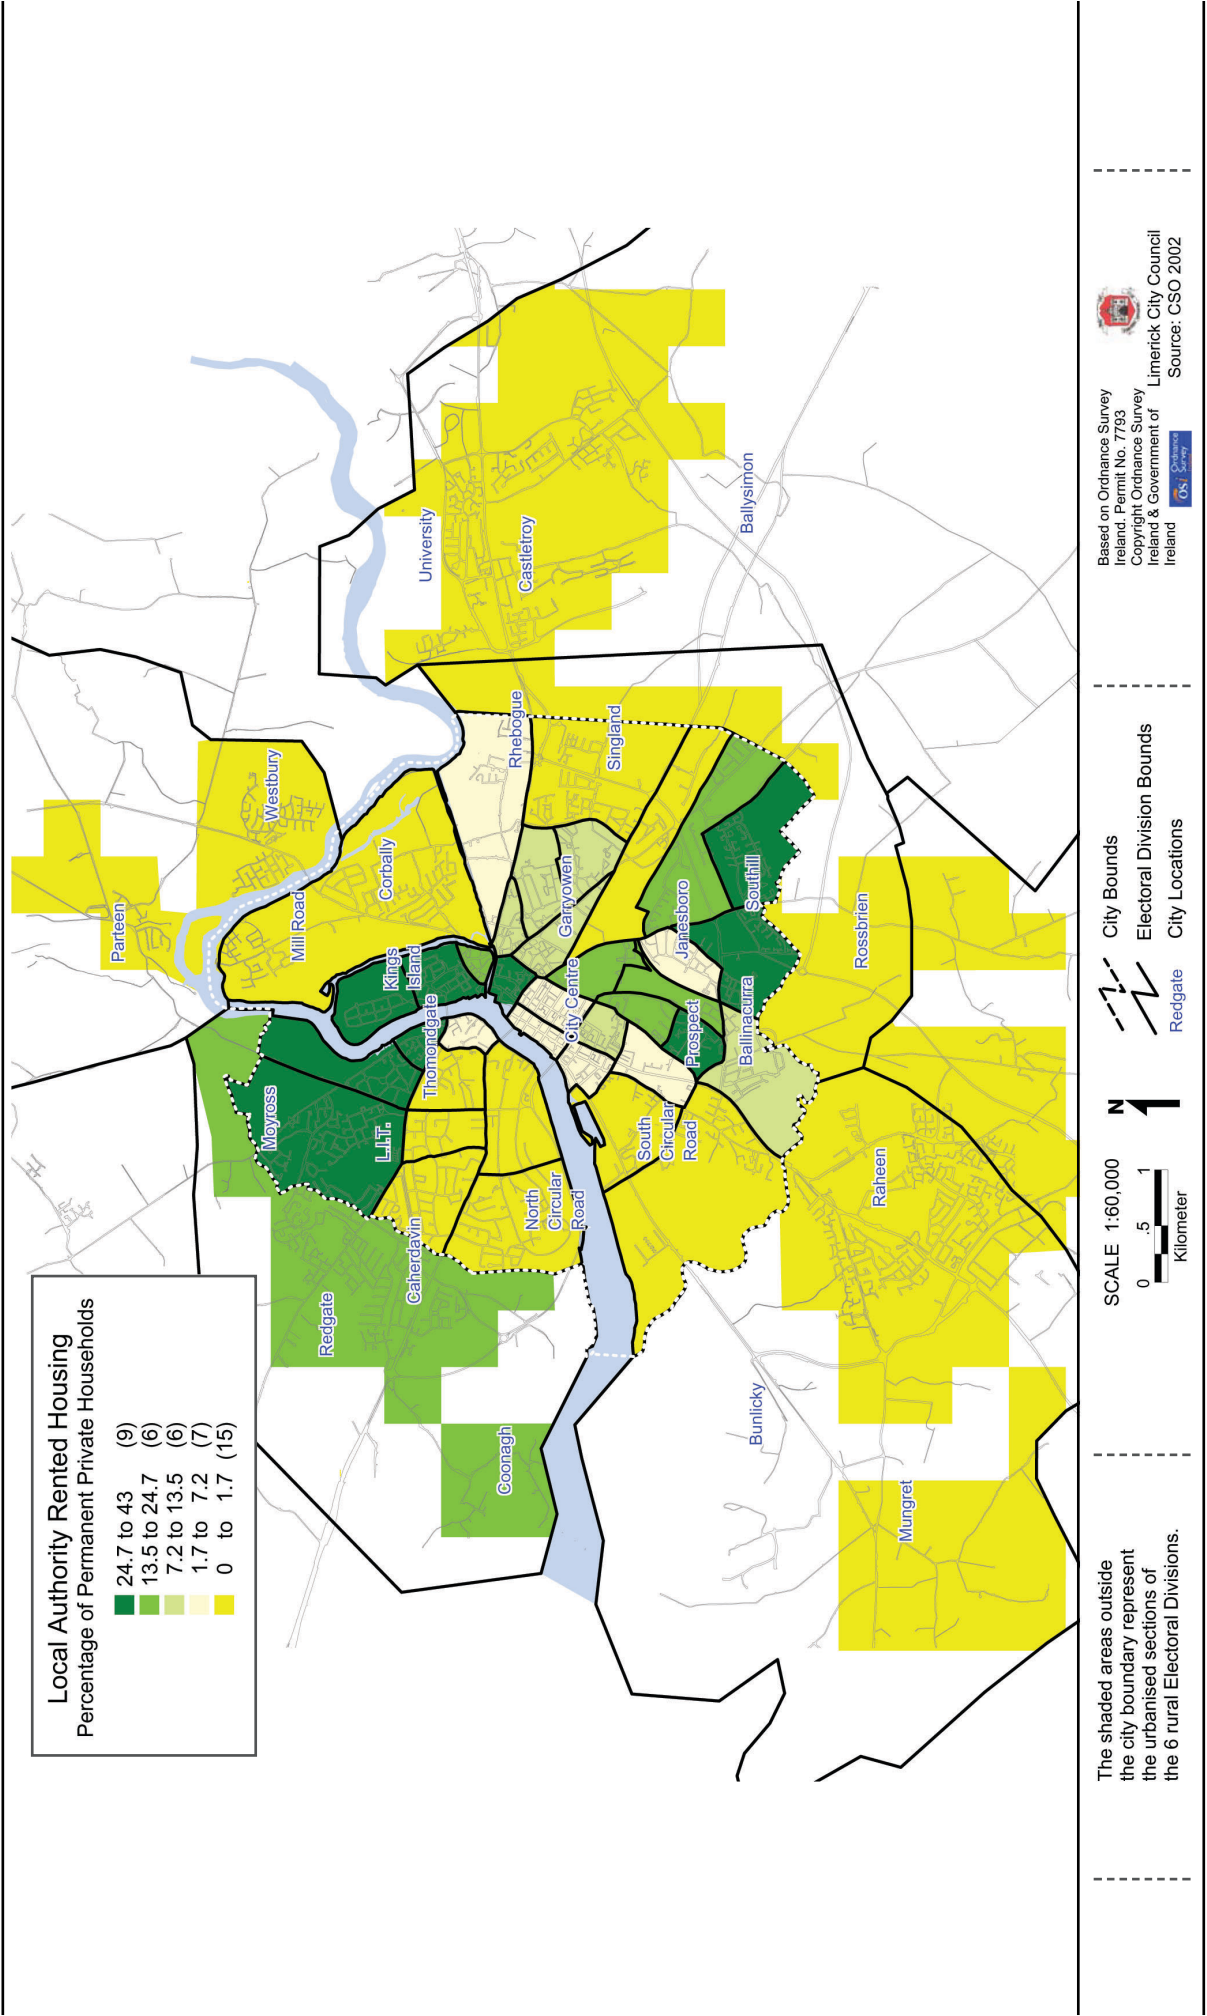 Local Authority Rented Housing
Percentage of Permanent Private Households
24.7 to 43 (9)
13.5 to 24.7 (6)
7.2 to 13.5 (6)
1.7 to 7.2 (7)
0 to 1.7 (15)
Parteen
Westbury
Mill Road
Corbally
Kings
Island
Thomondgate
Moyross
L.I.T.
Redgate
Caherdavin
Coonagh
North
Circular
Road
University
Castletroy
Rhebogue
Singland
Garryowen
City Centre
Ballysimon
Janesboro
Southill
Prospect
Ballinacurra
South
Circular
Road
Rossbrien
Raheen
Bunlicky
Mungret
The shaded areas outside
the city boundary represent
the urbanised sections of
the 6 rural Electoral Divisions.
SCALE 1:60,000
0 .5 1
Kilometer
N
City Bounds
Electoral Division Bounds
Redgate City Locations
Based on Ordnance Survey
Ireland. Permit No. 7793
Copyright Ordnance Survey
Ireland & Government of
Ireland
OSi Ordnance
Survey
Limerick City Council
Source: CSO 2002